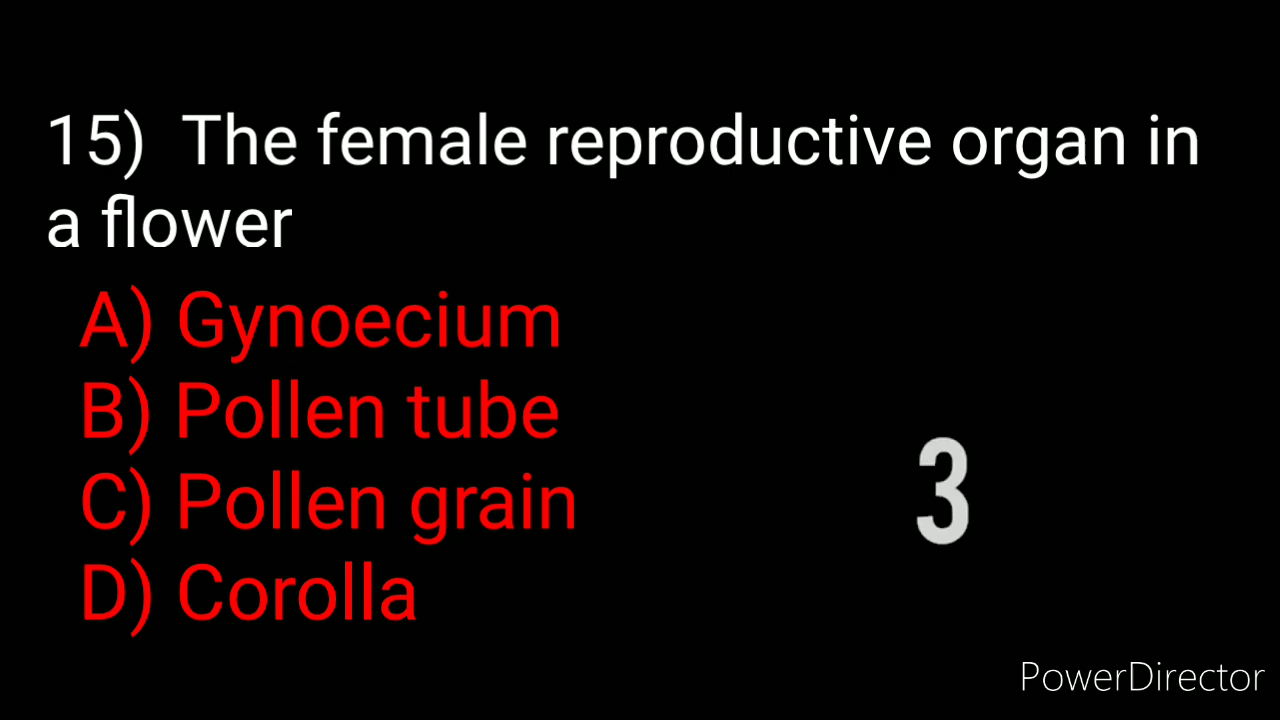 15) The female reproductive organ in
a flower
A) Gynoecium
B) Pollen tube
C) Pollen grain
D) Corolla
3
PowerDirector